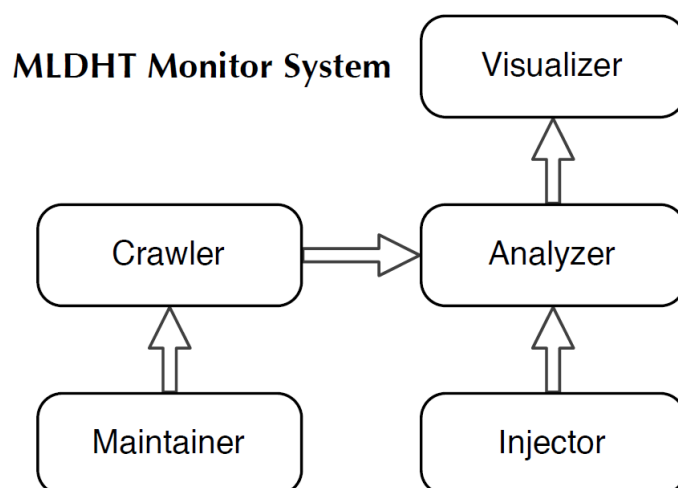 MLDHT Monitor System
Visualizer
Crawler
Analyzer
Maintainer
Injector